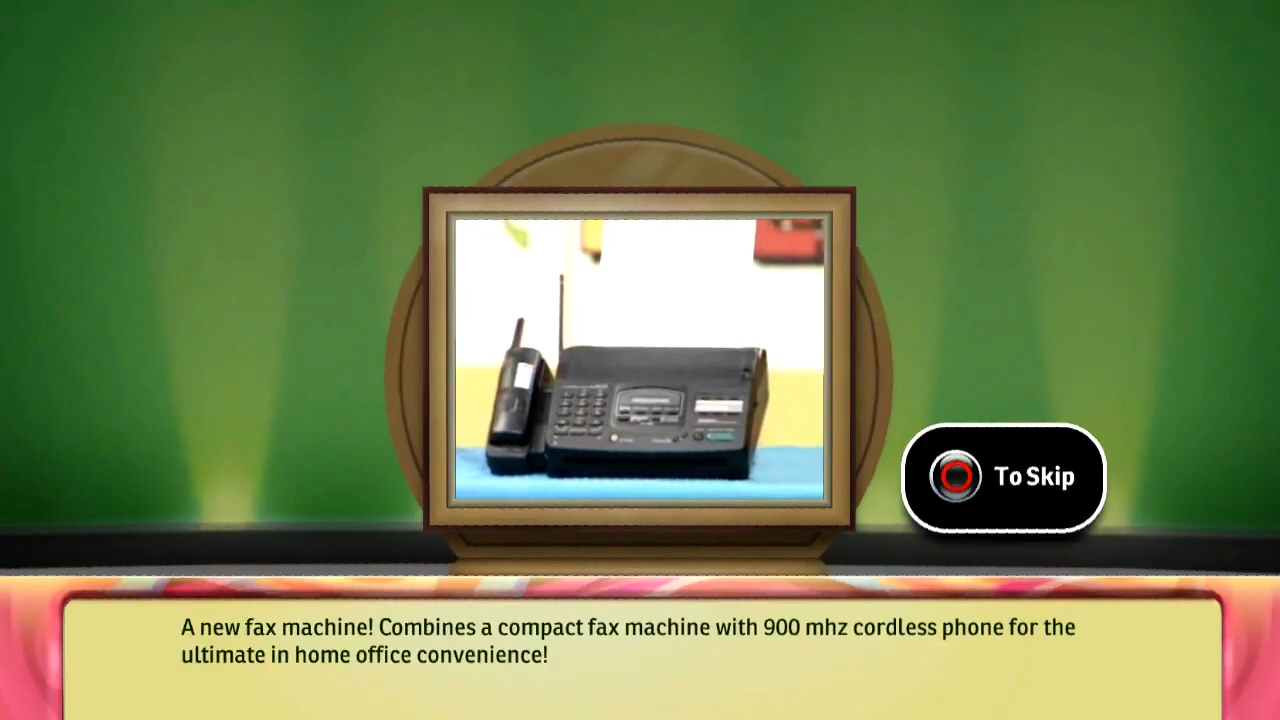 To Skip
A new fax machine! Combines a compact fax machine with 900 mhz cordless phone for the
ultimate in home office convenience!